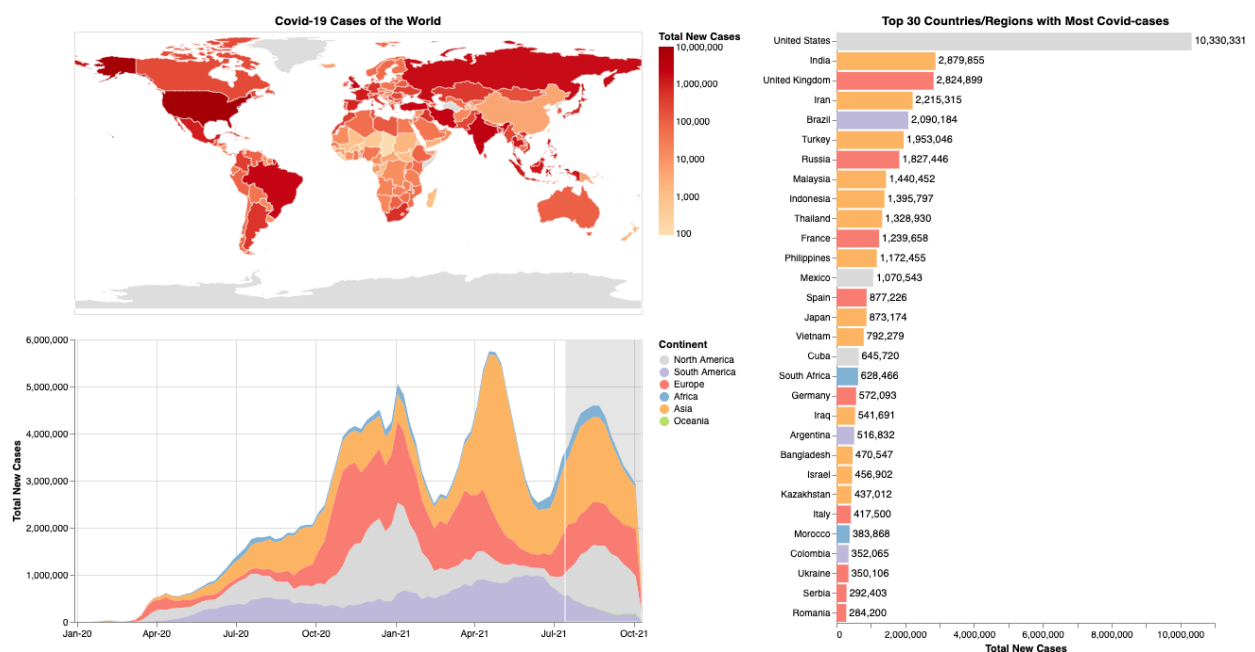 Covid-19 Cases of the World
Total New Cases
10,000,000
1,000,000
100,000
10,000
1,000
100
6,000,000
5,000,000
4,000,000
3,000,000
2,000,000
1,000,000
0
Total New Cases
Jan-20 Apr-20 Jul-20 Oct-20 Jan-21 Apr-21 Jul-21 Oct-21
Continent
North America
South America
Europe
Africa
Asia
Oceania
Top 30 Countries/Regions with Most Covid-cases
United States 10,330,331
India 2,879,855
United Kingdom 2,824,899
Iran 2,215,315
Brazil 2,090,184
Turkey 1,953,046
Russia 1,827,446
Malaysia 1,440,452
Indonesia 1,395,797
Thailand 1,328,930
France 1,239,658
Philippines 1,172,455
Mexico 1,070,543
Spain 877,226
Japan 873,174
Vietnam 792,279
Cuba 645,720
South Africa 628,466
Germany 572,093
Iraq 541,691
Argentina 516,832
Bangladesh 470,547
Israel 456,902
Kazakhstan 437,012
Italy 417,500
Morocco 383,868
Colombia 352,065
Ukraine 350,106
Serbia 292,403
Romania 284,200
0 2,000,000 4,000,000 6,000,000 8,000,000 10,000,000
Total New Cases